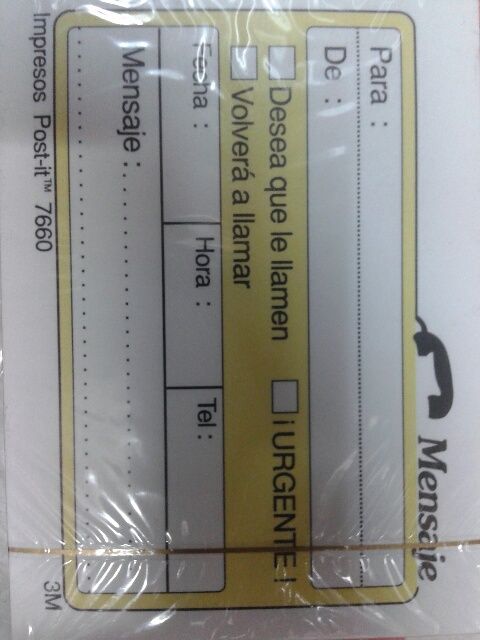 Mensaje
Para :
De :
Desea que le llamen ¡ URGENTE !
Volverá a llamar
Fecha : Hora : Tel :
Mensaje :
Impresos Post-it™ 7660 3M